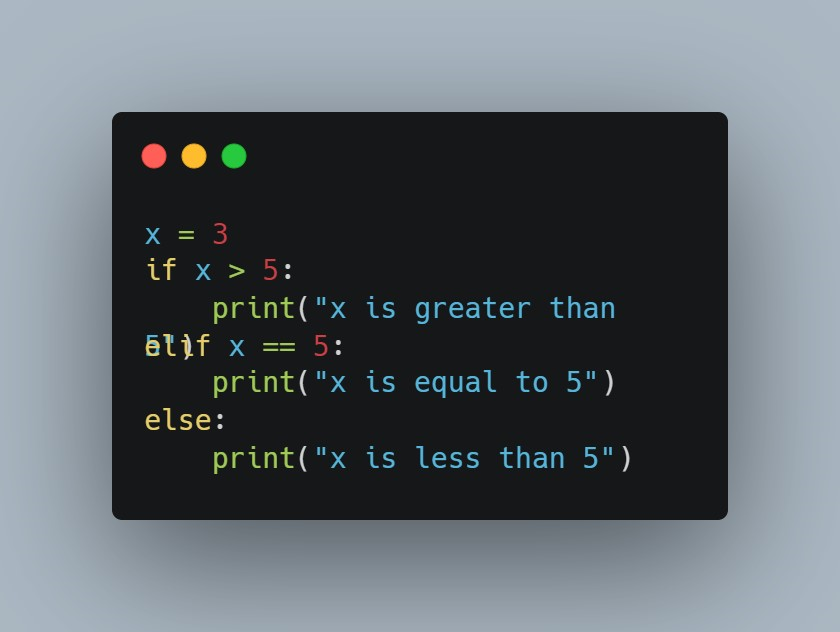 x = 3
if x > 5:
    print("x is greater than
5")
elif x == 5:
    print("x is equal to 5")
else:
    print("x is less than 5")